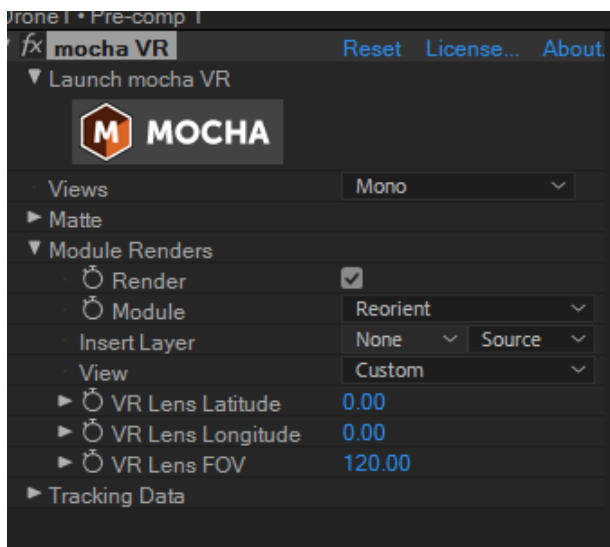 Drone1 • Pre-comp 1
fx mocha VR Reset License... About.
Launch mocha VR
M MOCHA
Views Mono
Matte
Module Renders
Render
Module Reorient
Insert Layer None Source
View Custom
VR Lens Latitude 0.00
VR Lens Longitude 0.00
VR Lens FOV 120.00
Tracking Data